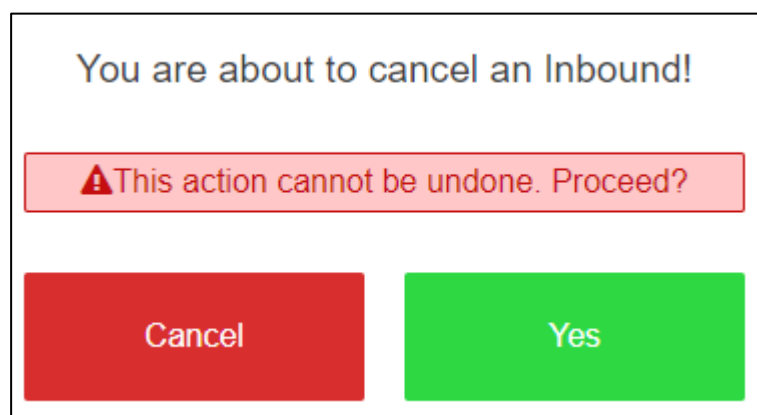 You are about to cancel an Inbound!
This action cannot be undone. Proceed?
Cancel
Yes